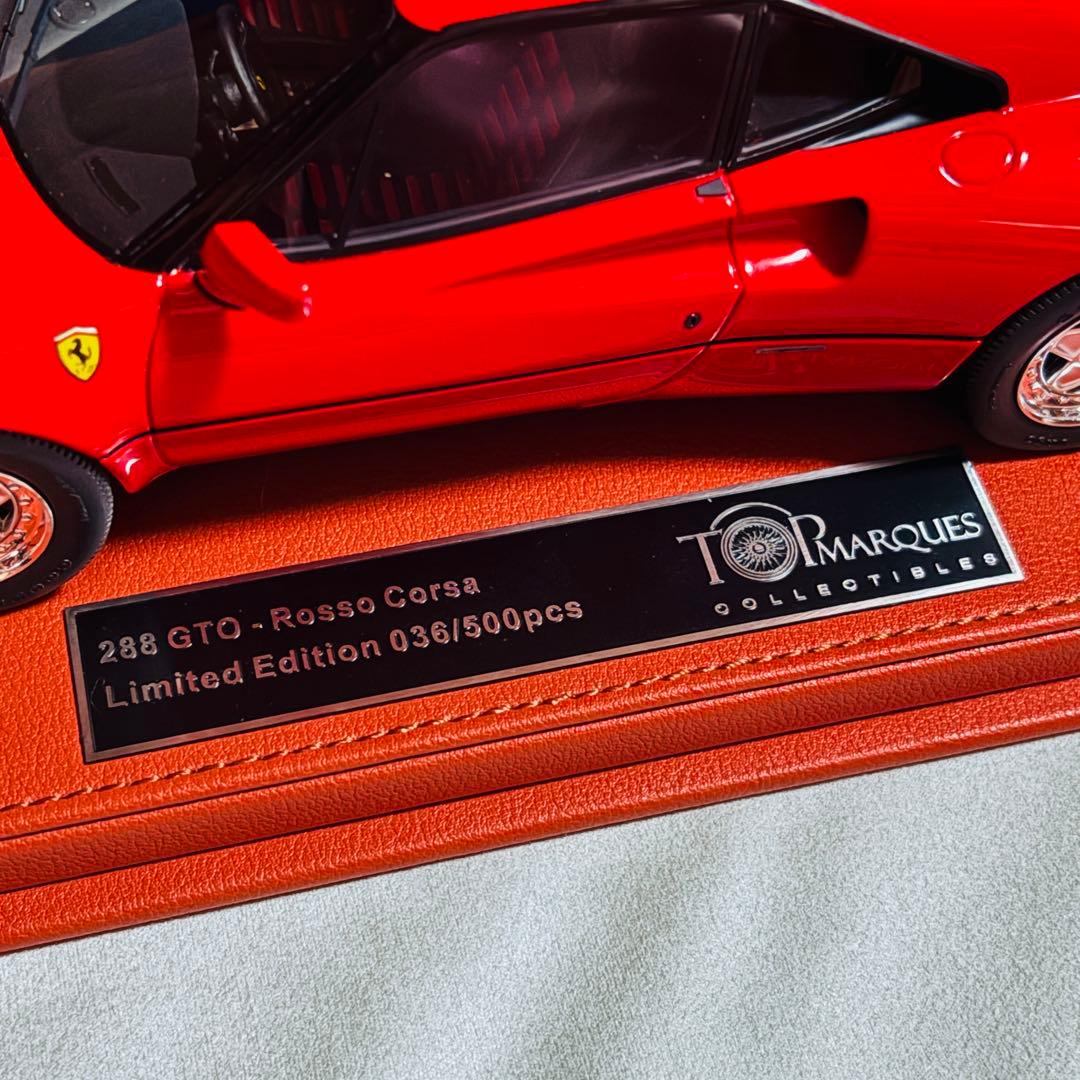 288 GTO - Rosso Corsa
Limited Edition 036/500pcs
TOPMARQUES
COLLECTIBLES